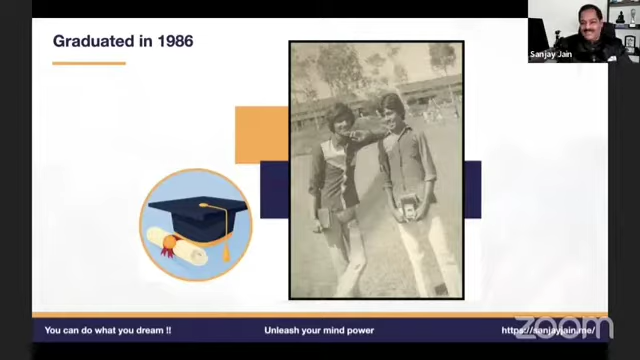 Graduated in 1986
Sanjay Jain
You can do what you dream !!
Unleash your mind power
https://sanjayjain.me/
zoom